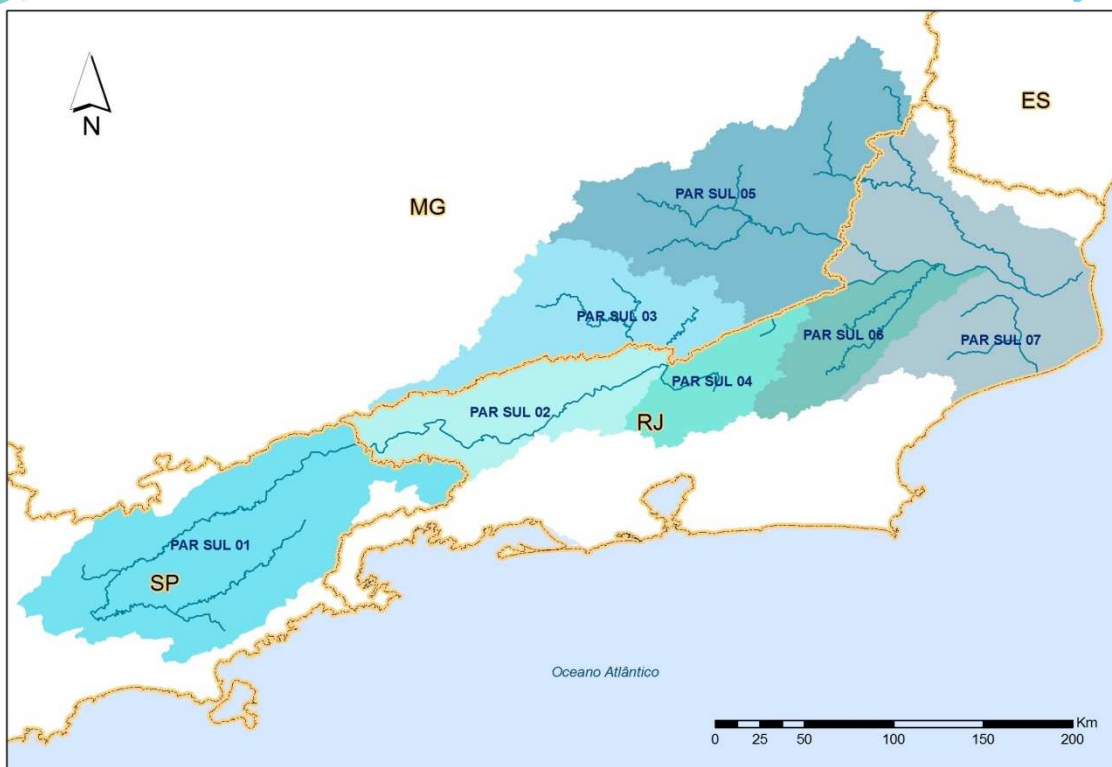 N
ES
MG
PAR SUL 05
PAR SUL 03
PAR SUL 06
PAR SUL 07
PAR SUL 04
PAR SUL 02
RJ
PAR SUL 01
SP
Oceano Atlântico
Km
0 25 50 100 150 200